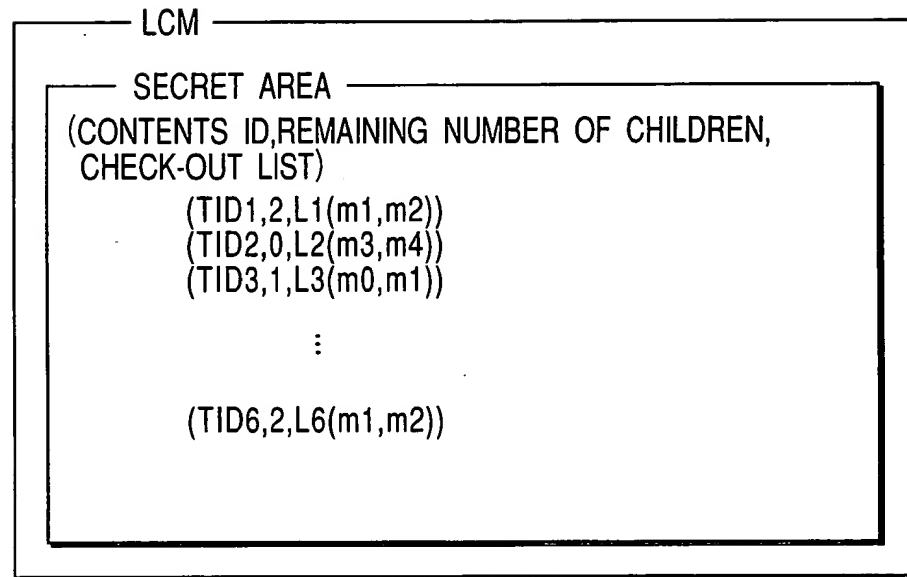 LCM
SECRET AREA
(CONTENTS ID,REMAINING NUMBER OF CHILDREN,
CHECK-OUT LIST)
(TID1,2,L1(m1,m2))
(TID2,0,L2(m3,m4))
(TID3,1,L3(m0,m1))
⋮
(TID6,2,L6(m1,m2))